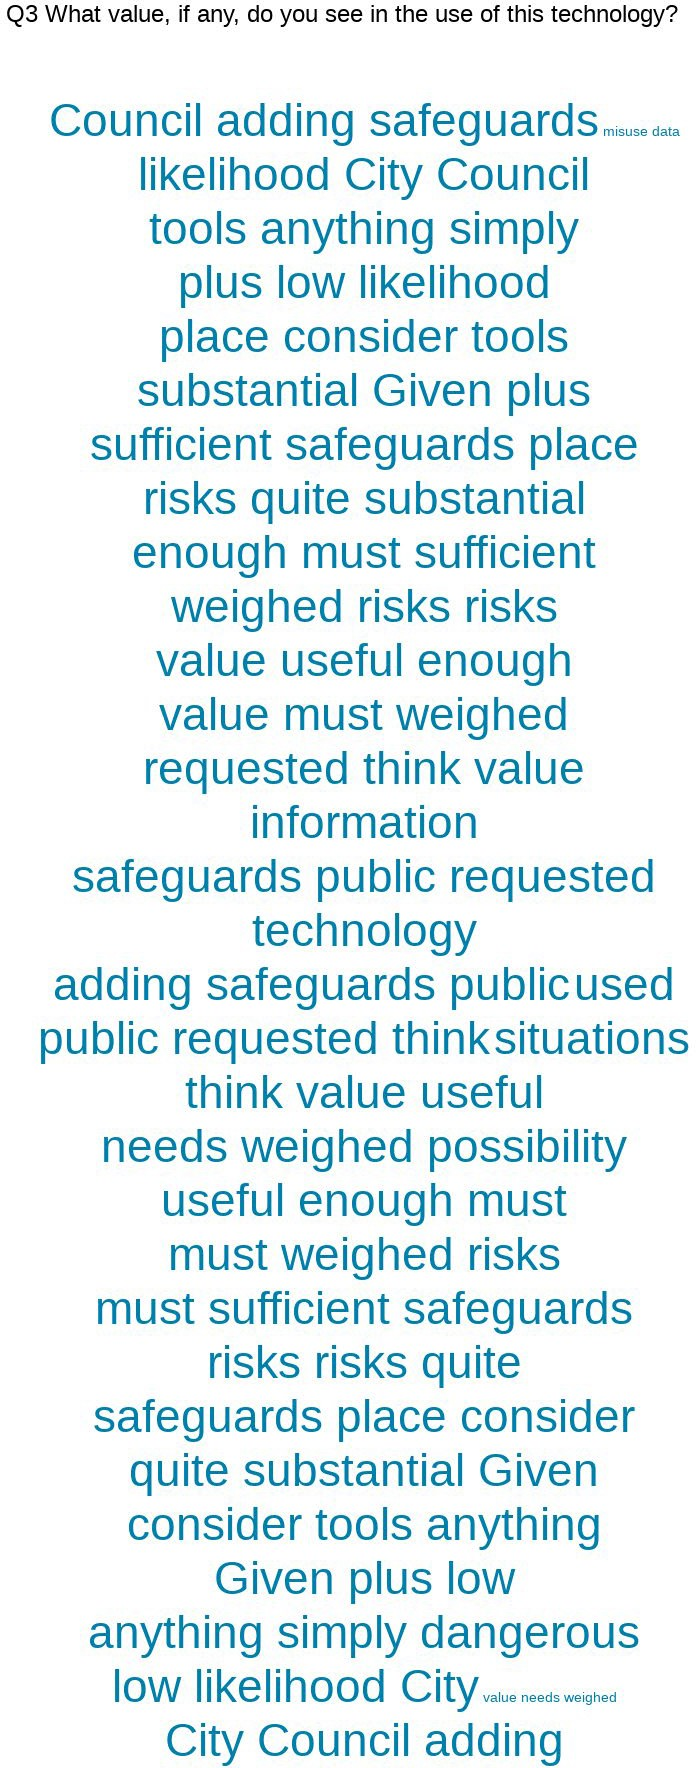 Q3 What value, if any, do you see in the use of this technology?
Council adding safeguards misuse data
likelihood City Council
tools anything simply
plus low likelihood
place consider tools
substantial Given plus
sufficient safeguards place
risks quite substantial
enough must sufficient
weighed risks risks
value useful enough
value must weighed
requested think value
information
safeguards public requested
technology
adding safeguards public used
public requested think situations
think value useful
needs weighed possibility
useful enough must
must weighed risks
must sufficient safeguards
risks risks quite
safeguards place consider
quite substantial Given
consider tools anything
Given plus low
anything simply dangerous
low likelihood City value needs weighed
City Council adding